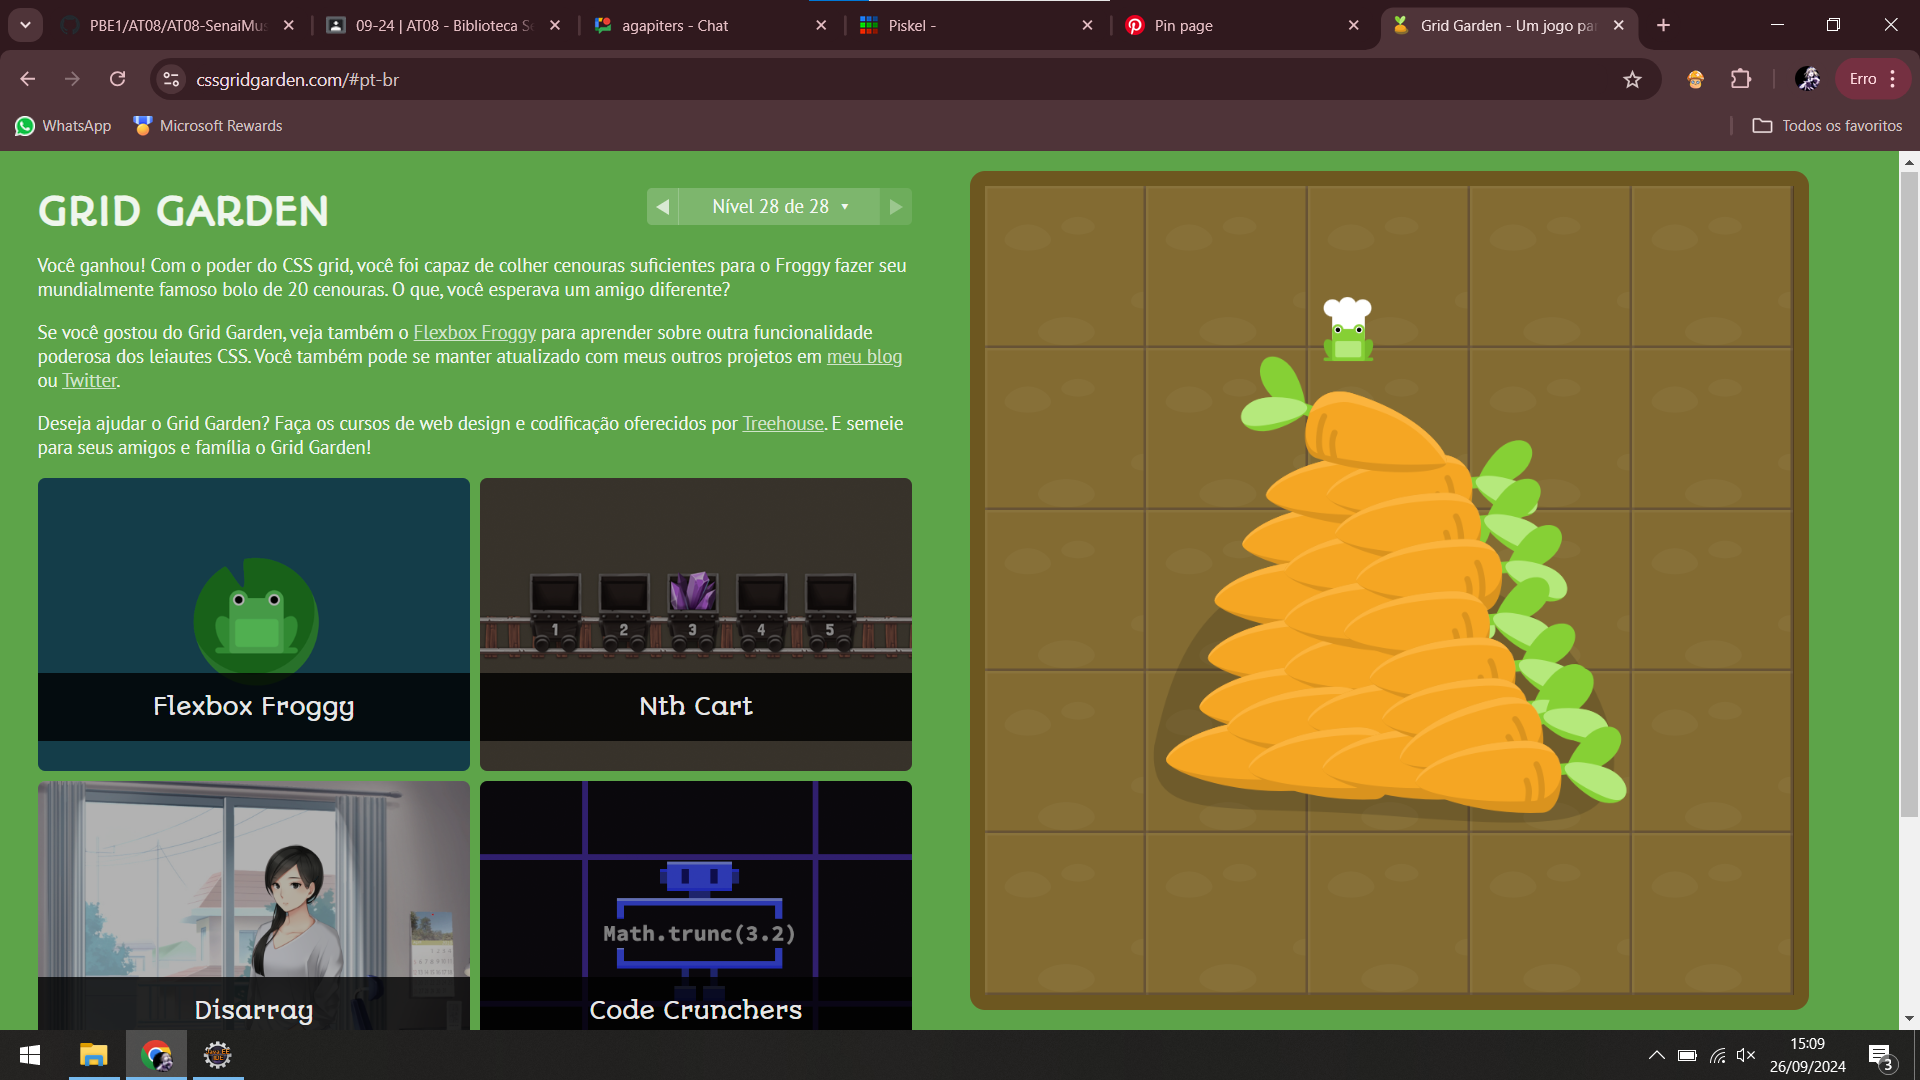 PBE1/AT08/AT08-SenaiMus
09-24 | AT08 - Biblioteca S
agapiters - Chat
Piskel -
Pin page
Grid Garden - Um jogo pa
cssgridgarden.com/#pt-br
Erro
WhatsApp
Microsoft Rewards
Todos os favoritos
GRID GARDEN
Nível 28 de 28
Você ganhou! Com o poder do CSS grid, você foi capaz de colher cenouras suficientes para o Froggy fazer seu
mundialmente famoso bolo de 20 cenouras. O que, você esperava um amigo diferente?
Se você gostou do Grid Garden, veja também o Flexbox Froggy para aprender sobre outra funcionalidade
poderosa dos leiautes CSS. Você também pode se manter atualizado com meus outros projetos em meu blog
ou Twitter.
Deseja ajudar o Grid Garden? Faça os cursos de web design e codificação oferecidos por Treehouse. E semeie
para seus amigos e família o Grid Garden!
1 2 3 4 5
Flexbox Froggy
Nth Cart
Math.trunc(3.2)
Disarray
Code Crunchers
15:09
26/09/2024
3